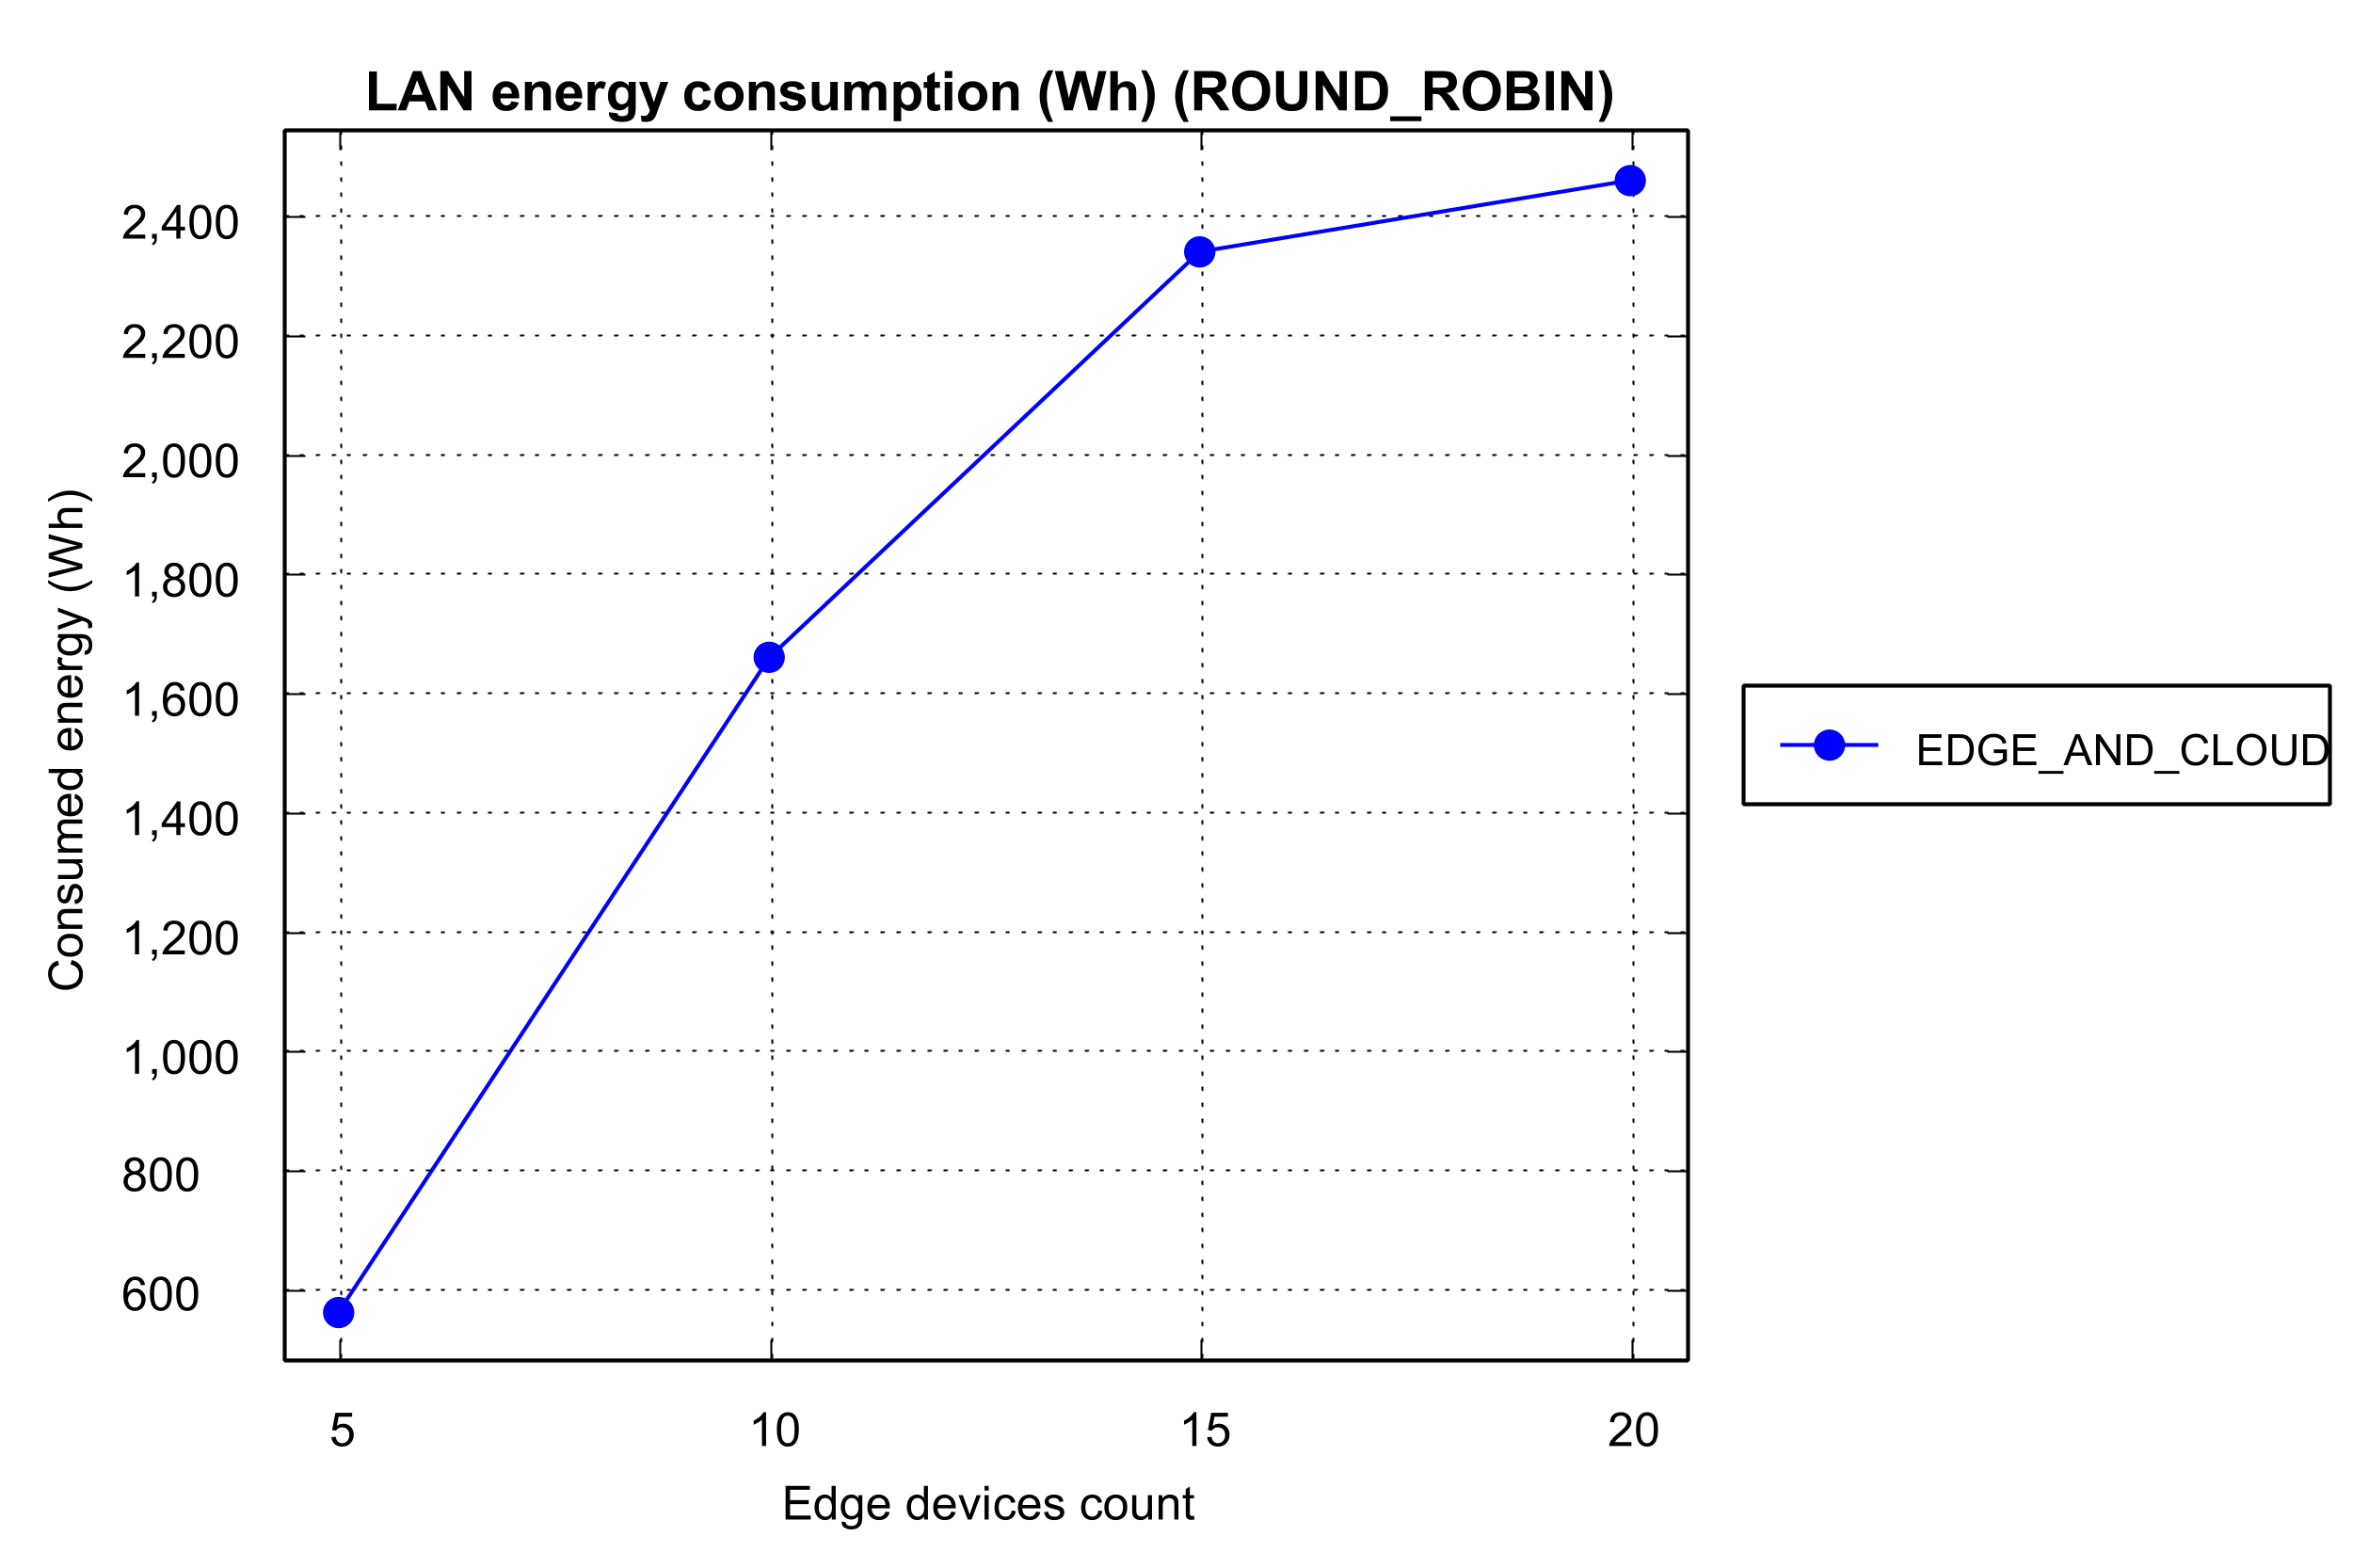 LAN energy consumption (Wh) (ROUND_ROBIN)
Consumed energy (Wh)
2,400
2,200
2,000
1,800
1,600
1,400
1,200
1,000
800
600
5 10 15 20
Edge devices count
EDGE_AND_CLOUD